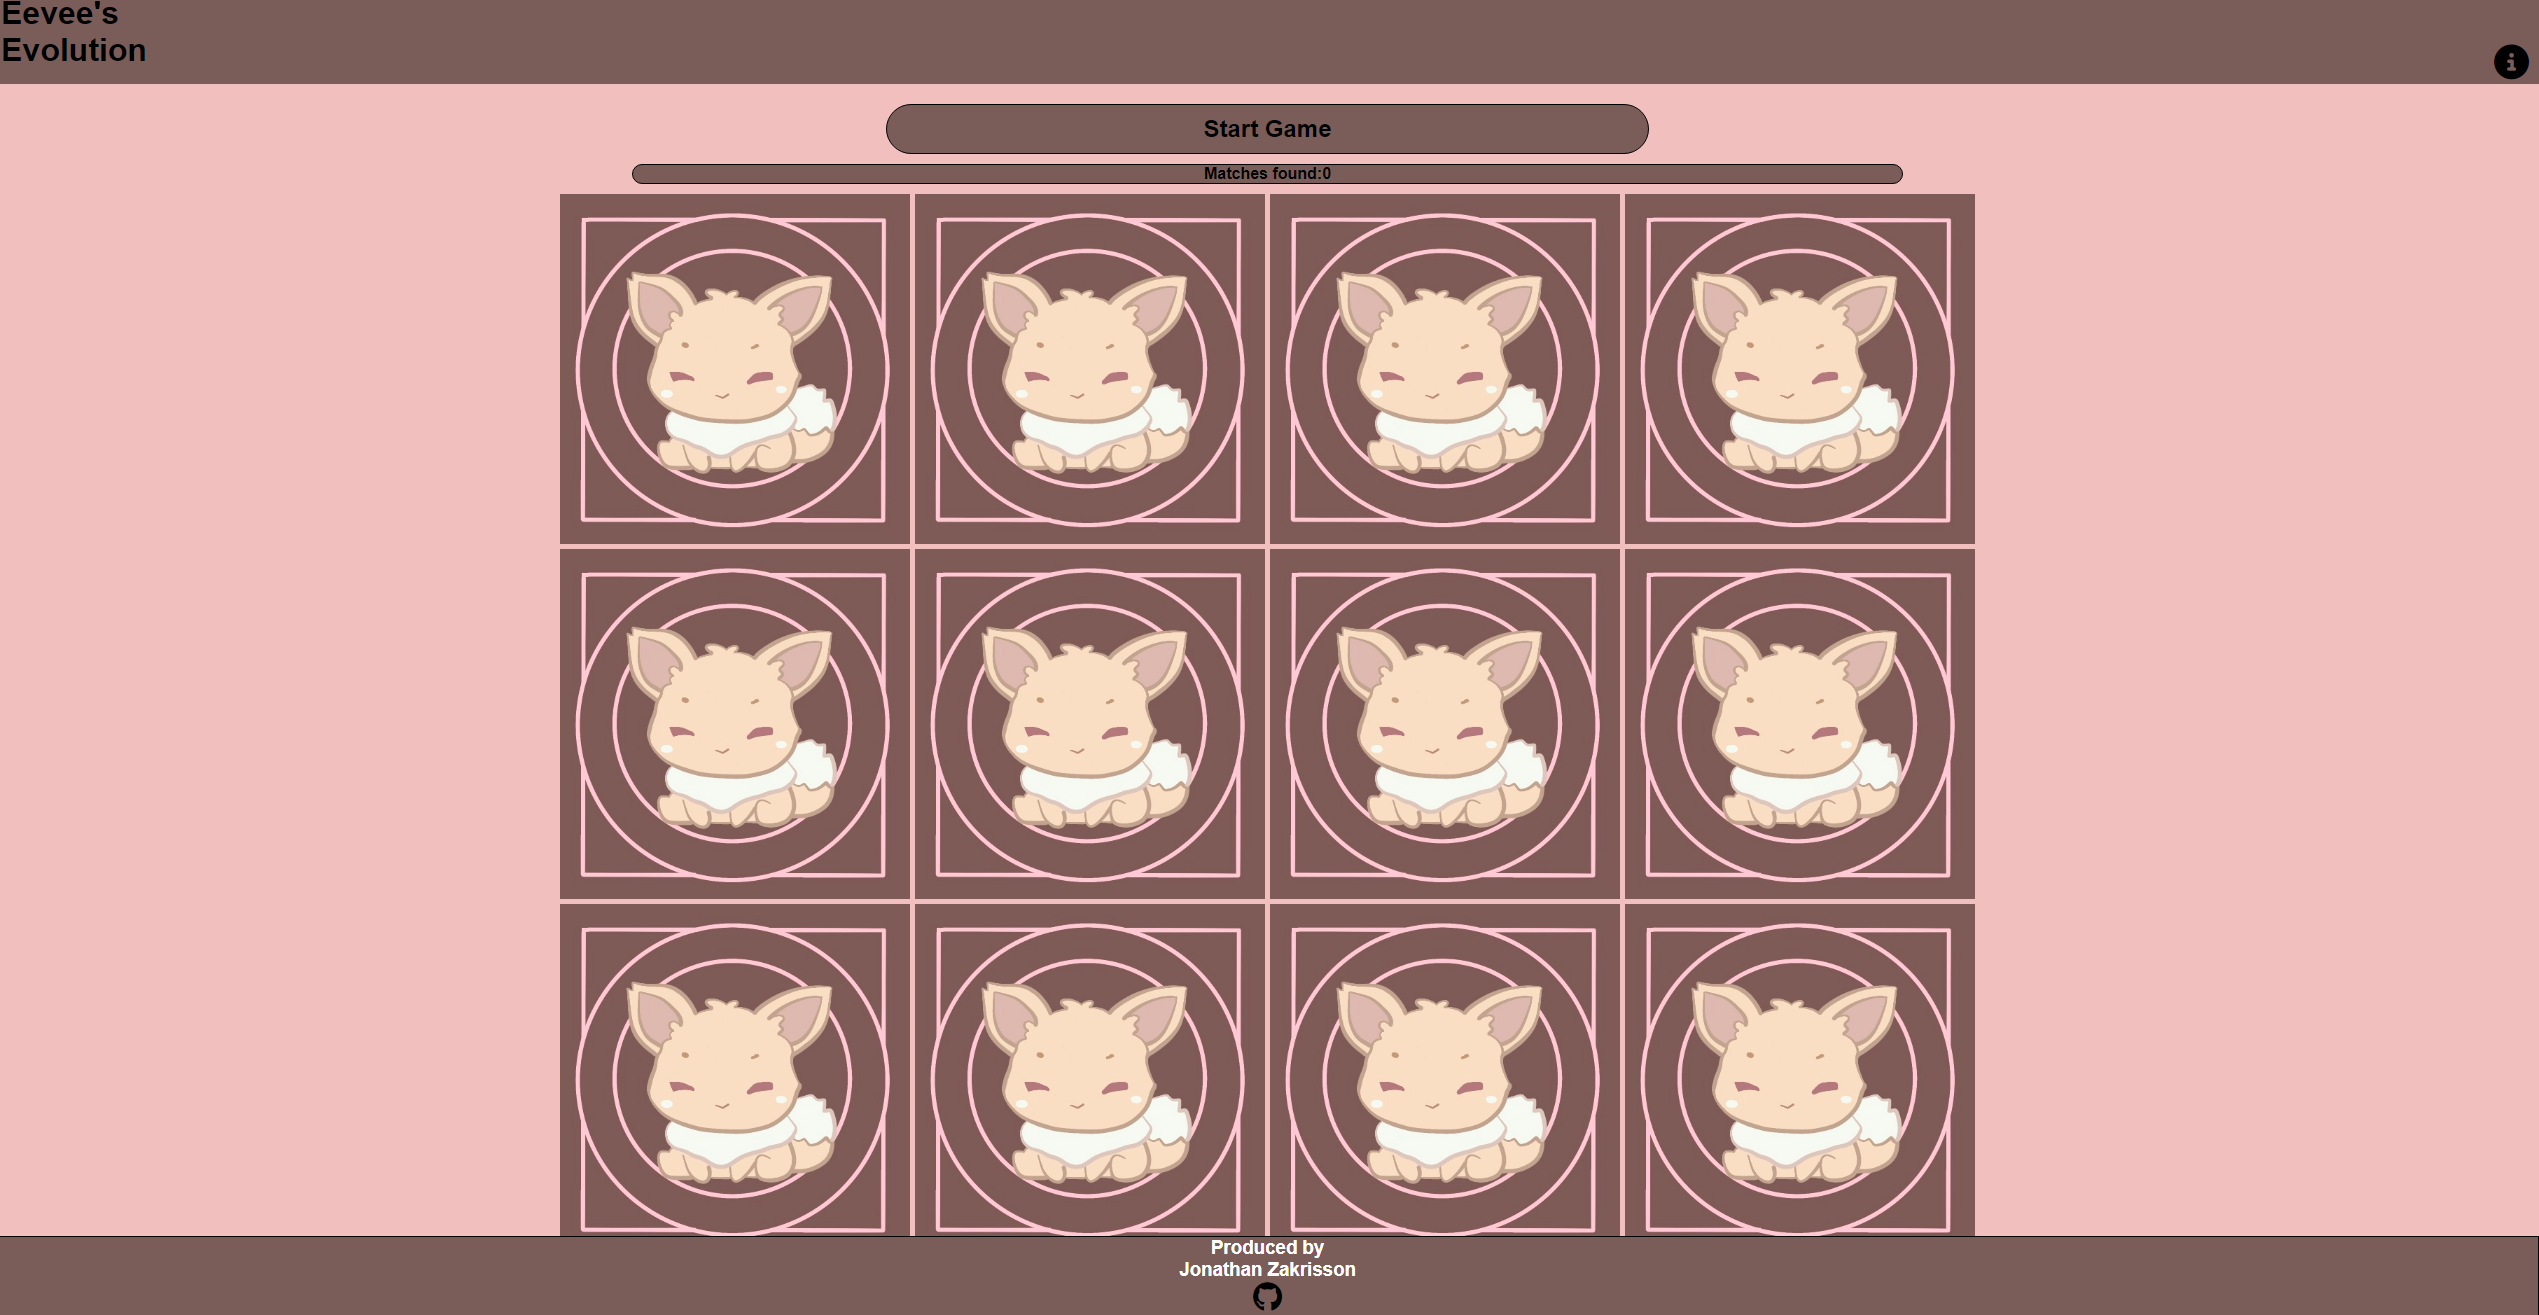 Eevee's
Evolution
Start Game
Matches found:0
Produced by
Jonathan Zakrisson